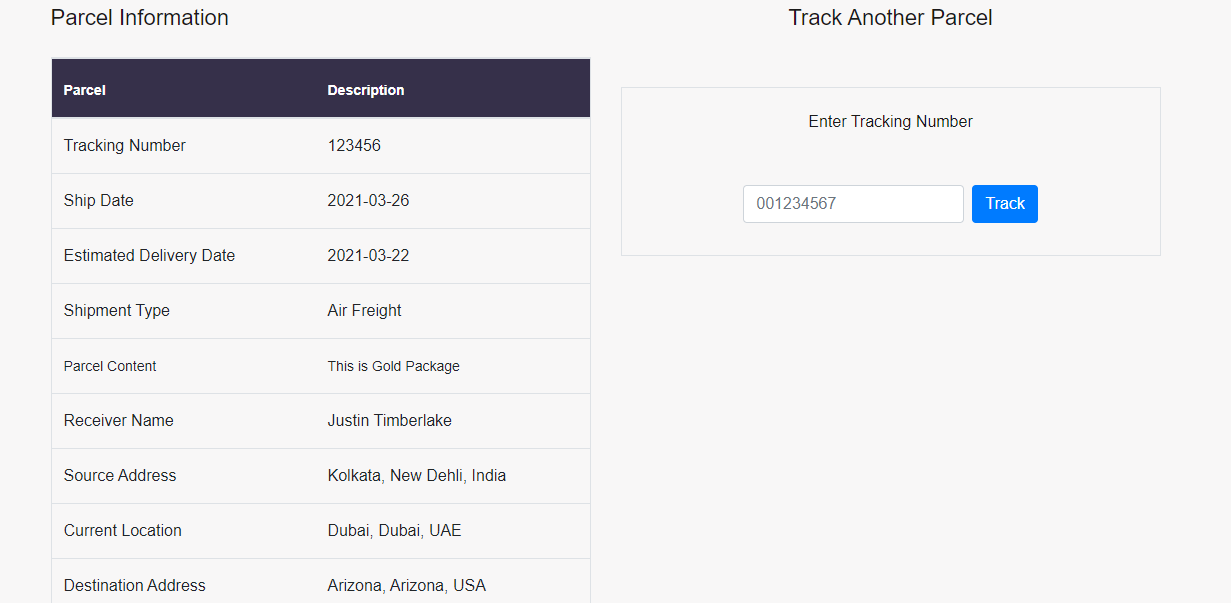 Parcel Information
Track Another Parcel
Parcel Description
Tracking Number 123456
Ship Date 2021-03-26
Estimated Delivery Date 2021-03-22
Shipment Type Air Freight
Parcel Content This is Gold Package
Receiver Name Justin Timberlake
Source Address Kolkata, New Dehli, India
Current Location Dubai, Dubai, UAE
Destination Address Arizona, Arizona, USA
Enter Tracking Number
001234567 Track